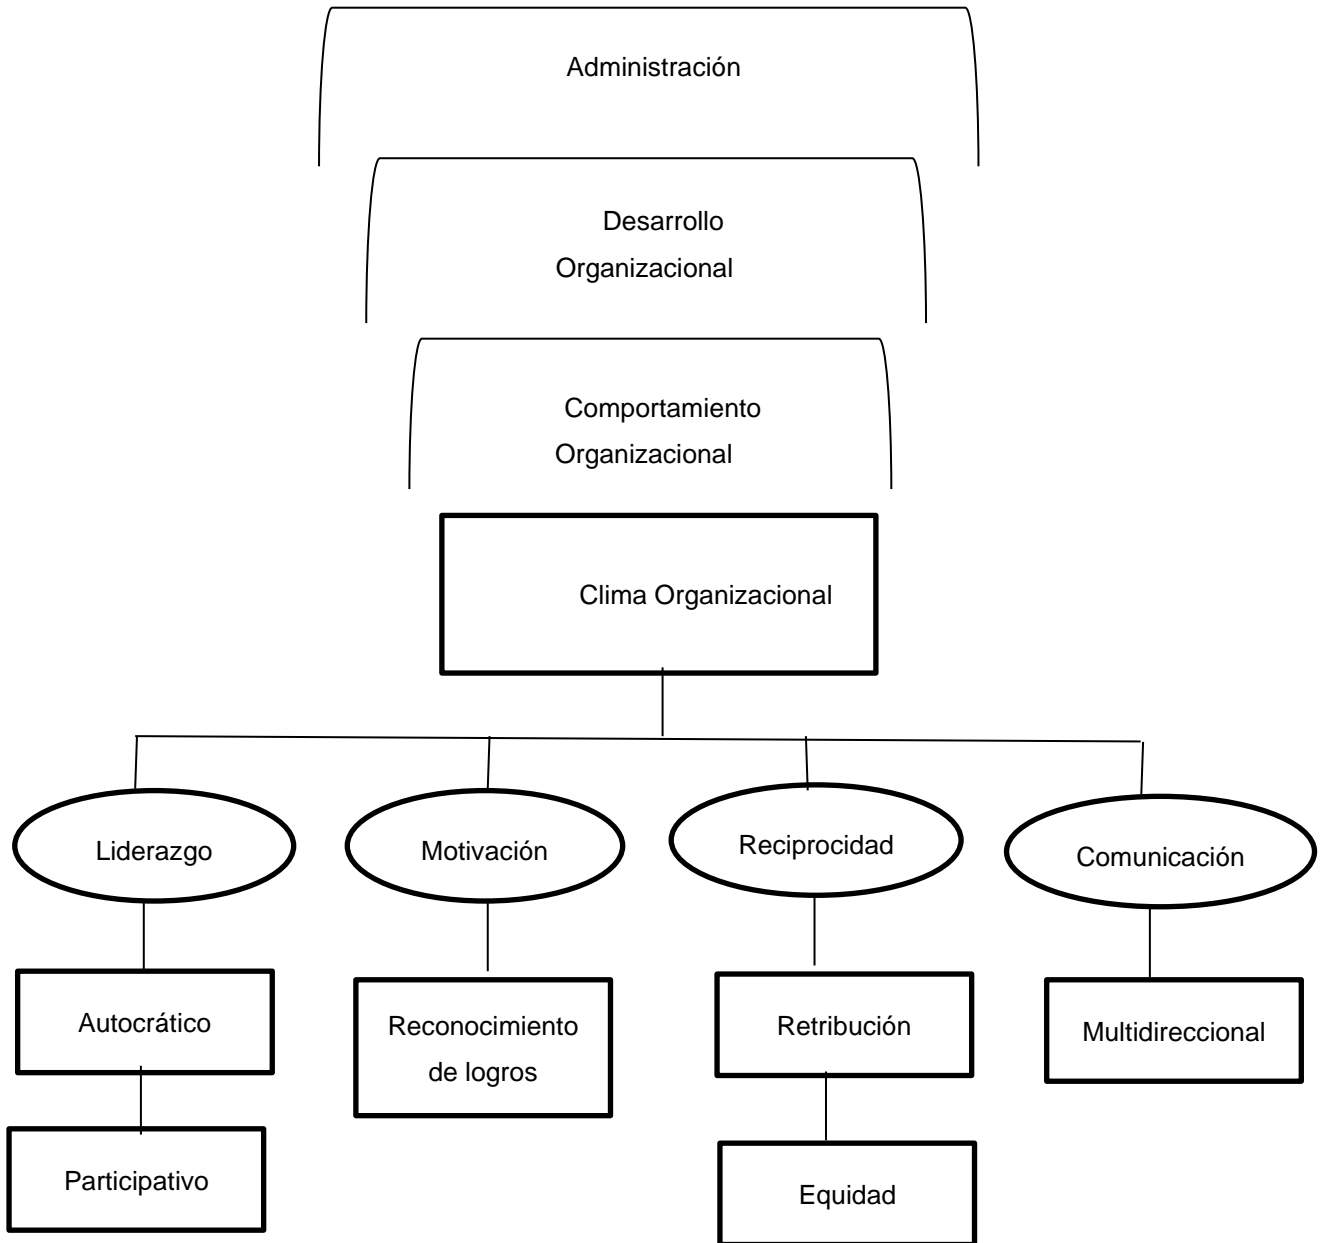 Administración
Desarrollo
Organizacional
Comportamiento
Organizacional
Clima Organizacional
Liderazgo
Motivación
Reciprocidad
Comunicación
Autocrático
Reconocimiento
de logros
Retribución
Multidireccional
Participativo
Equidad